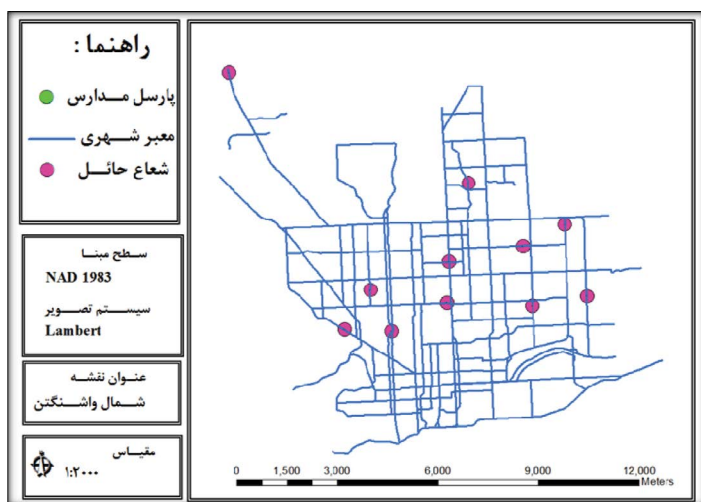 راهنما :
پارسل مدارس
معبر شهری
شعاع حائل
سطح مبنا
NAD 1983
سیستم تصویر
Lambert
عنوان نقشه
شمال واشنگتن
مقیاس
۱:۲۰۰۰
0 1,500 3,000 6,000 9,000 12,000
Meters